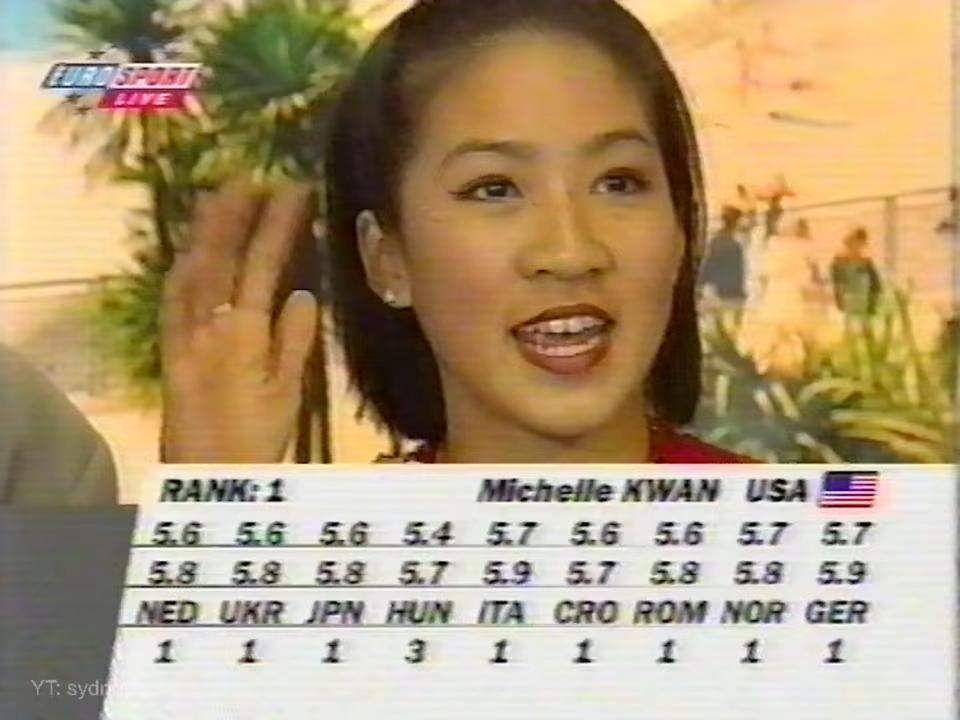 EUROSPORT
LIVE
RANK: 1 Michelle KWAN USA
5.6 5.6 5.6 5.4 5.7 5.6 5.6 5.7 5.7
5.8 5.8 5.8 5.7 5.9 5.7 5.8 5.8 5.9
NED UKR JPN HUN ITA CRO ROM NOR GER
1 1 1 3 1 1 1 1 1
YT: